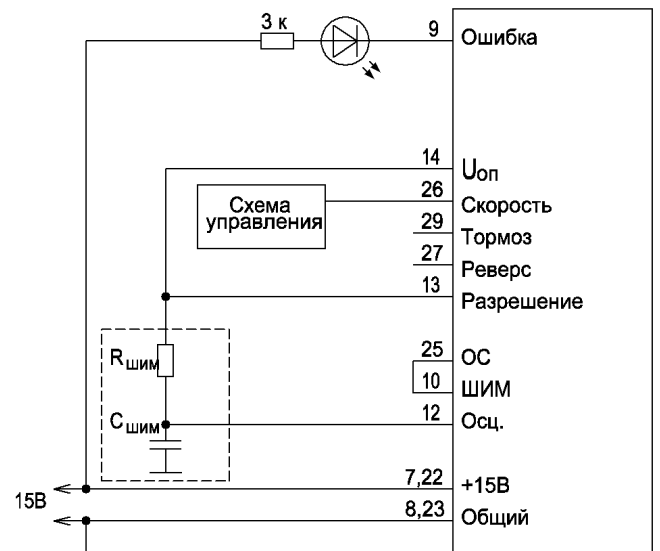 3 к
9 Ошибка
14 Uоп
26 Скорость
Схема
управления
29 Тормоз
27 Реверс
13 Разрешение
Rшим
25 ОС
10 ШИМ
Cшим
12 Осц.
15В
7,22 +15В
8,23 Общий